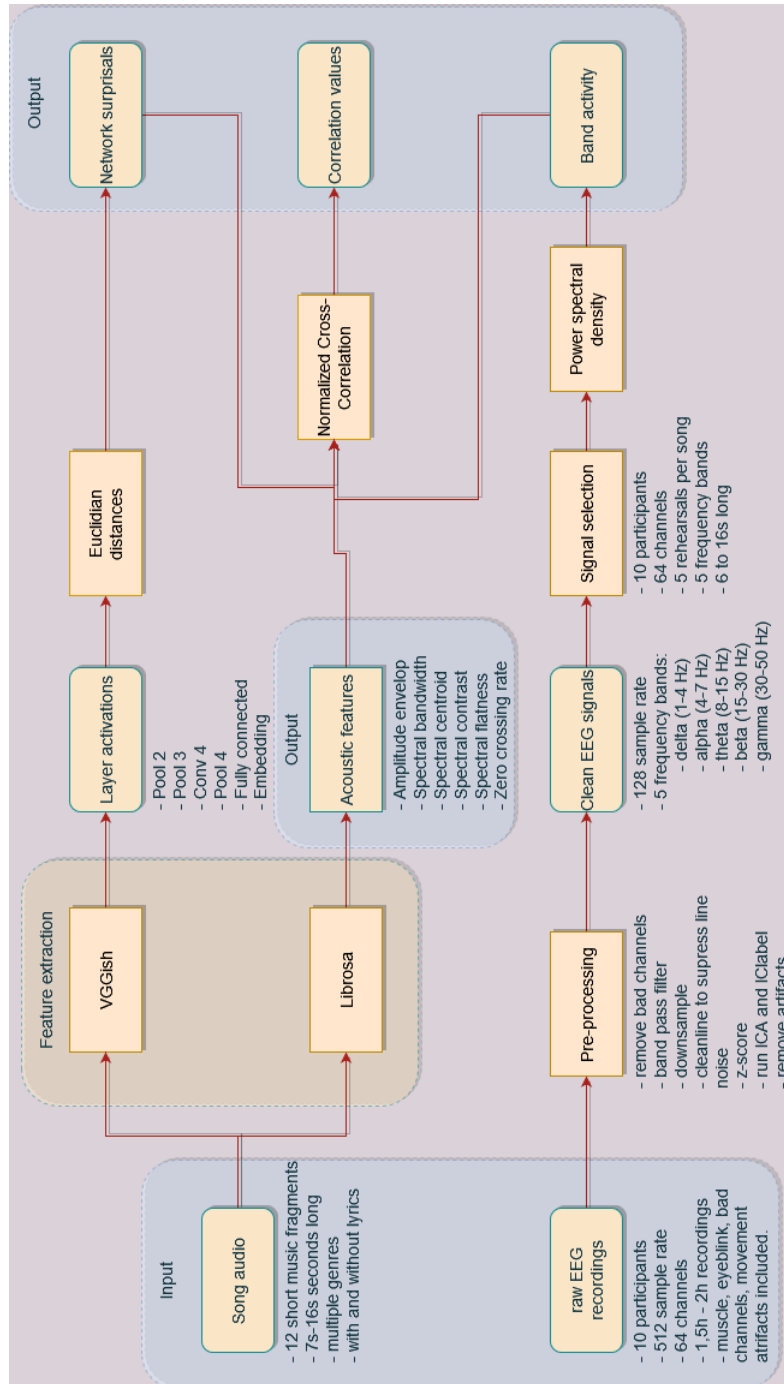 Input
Song audio
- 12 short music fragments
- 7s-16s seconds long
- multiple genres
- with and without lyrics
raw EEG
recordings
- 10 participants
- 512 sample rate
- 64 channels
- 1,5h - 2h recordings
- muscle, eyeblink, bad
channels, movement
atrifacts included.
Feature extraction
VGGish
Librosa
Pre-processing
- remove bad channels
- band pass filter
- downsample
- cleanline to supress line
noise
- z-score
- run ICA and IClabel
- remove artifacts
Layer activations
- Pool 2
- Pool 3
- Conv 4
- Pool 4
- Fully connected
- Embedding
Output
Acoustic features
- Amplitude envelop
- Spectral bandwidth
- Spectral centroid
- Spectral contrast
- Spectral flatness
- Zero crossing rate
Clean EEG signals
- 128 sample rate
- 5 frequency bands:
- delta (1-4 Hz)
- alpha (4-7 Hz)
- theta (8-15 Hz)
- beta (15-30 Hz)
- gamma (30-50 Hz)
Euclidian
distances
Normalized Cross-
Correlation
Signal selection
- 10 participants
- 64 channels
- 5 rehearsals per song
- 5 frequency bands
- 6 to 16s long
Power spectral
density
Output
Network surprisals
Correlation values
Band activity